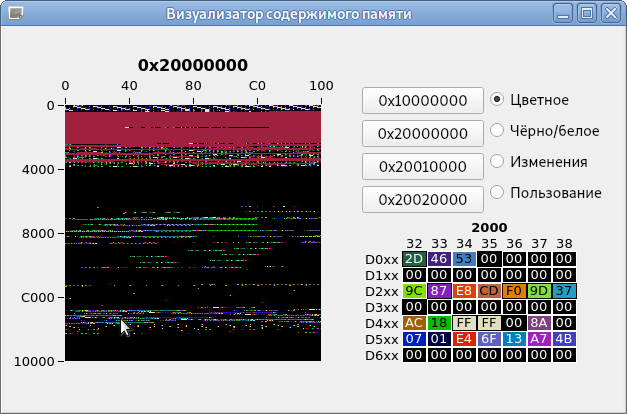 Визуализатор содержимого памяти
0x20000000
0 40 80 C0 100
0
4000
8000
C000
10000
0x10000000 Цветное
0x20000000 Чёрно/белое
0x20010000 Изменения
0x20020000 Пользование
2000
32 33 34 35 36 37 38
D0xx 2D 46 53 00 00 00 00
D1xx 00 00 00 00 00 00 00
D2xx 9C 87 E8 CD F0 9D 37
D3xx 00 00 00 00 00 00 00
D4xx AC 18 FF FF 00 8A 00
D5xx 07 01 E4 6F 13 A7 4B
D6xx 00 00 00 00 00 00 00